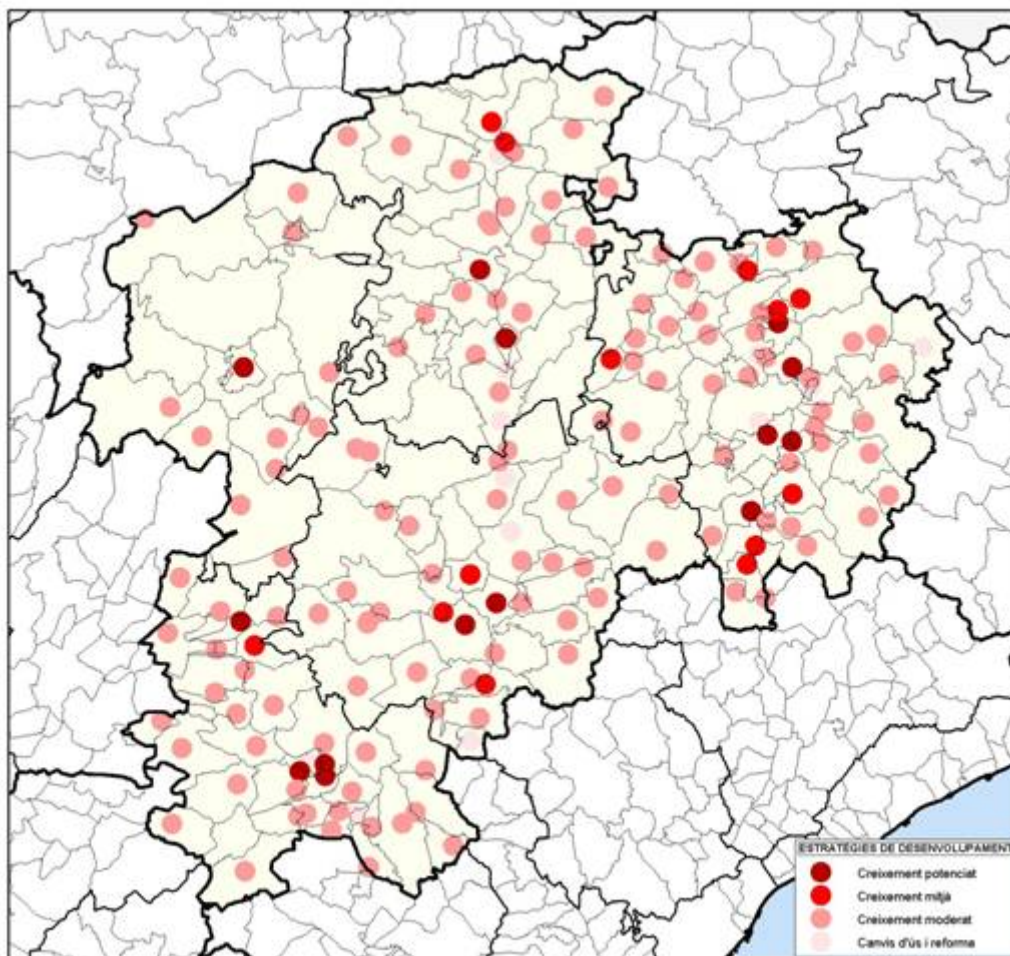 ESTRATÈGIES DE DESENVOLUPAMENT
Creixement potenciat
Creixement mitjà
Creixement moderat
Canvis d'ús i reforma